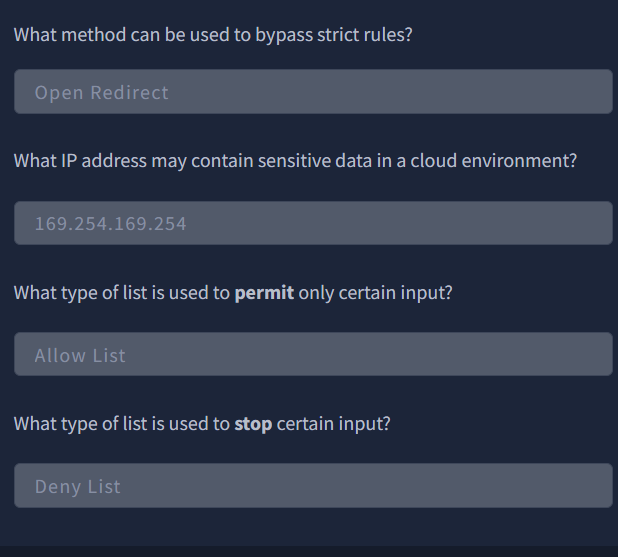 What method can be used to bypass strict rules?
Open Redirect
What IP address may contain sensitive data in a cloud environment?
169.254.169.254
What type of list is used to permit only certain input?
Allow List
What type of list is used to stop certain input?
Deny List